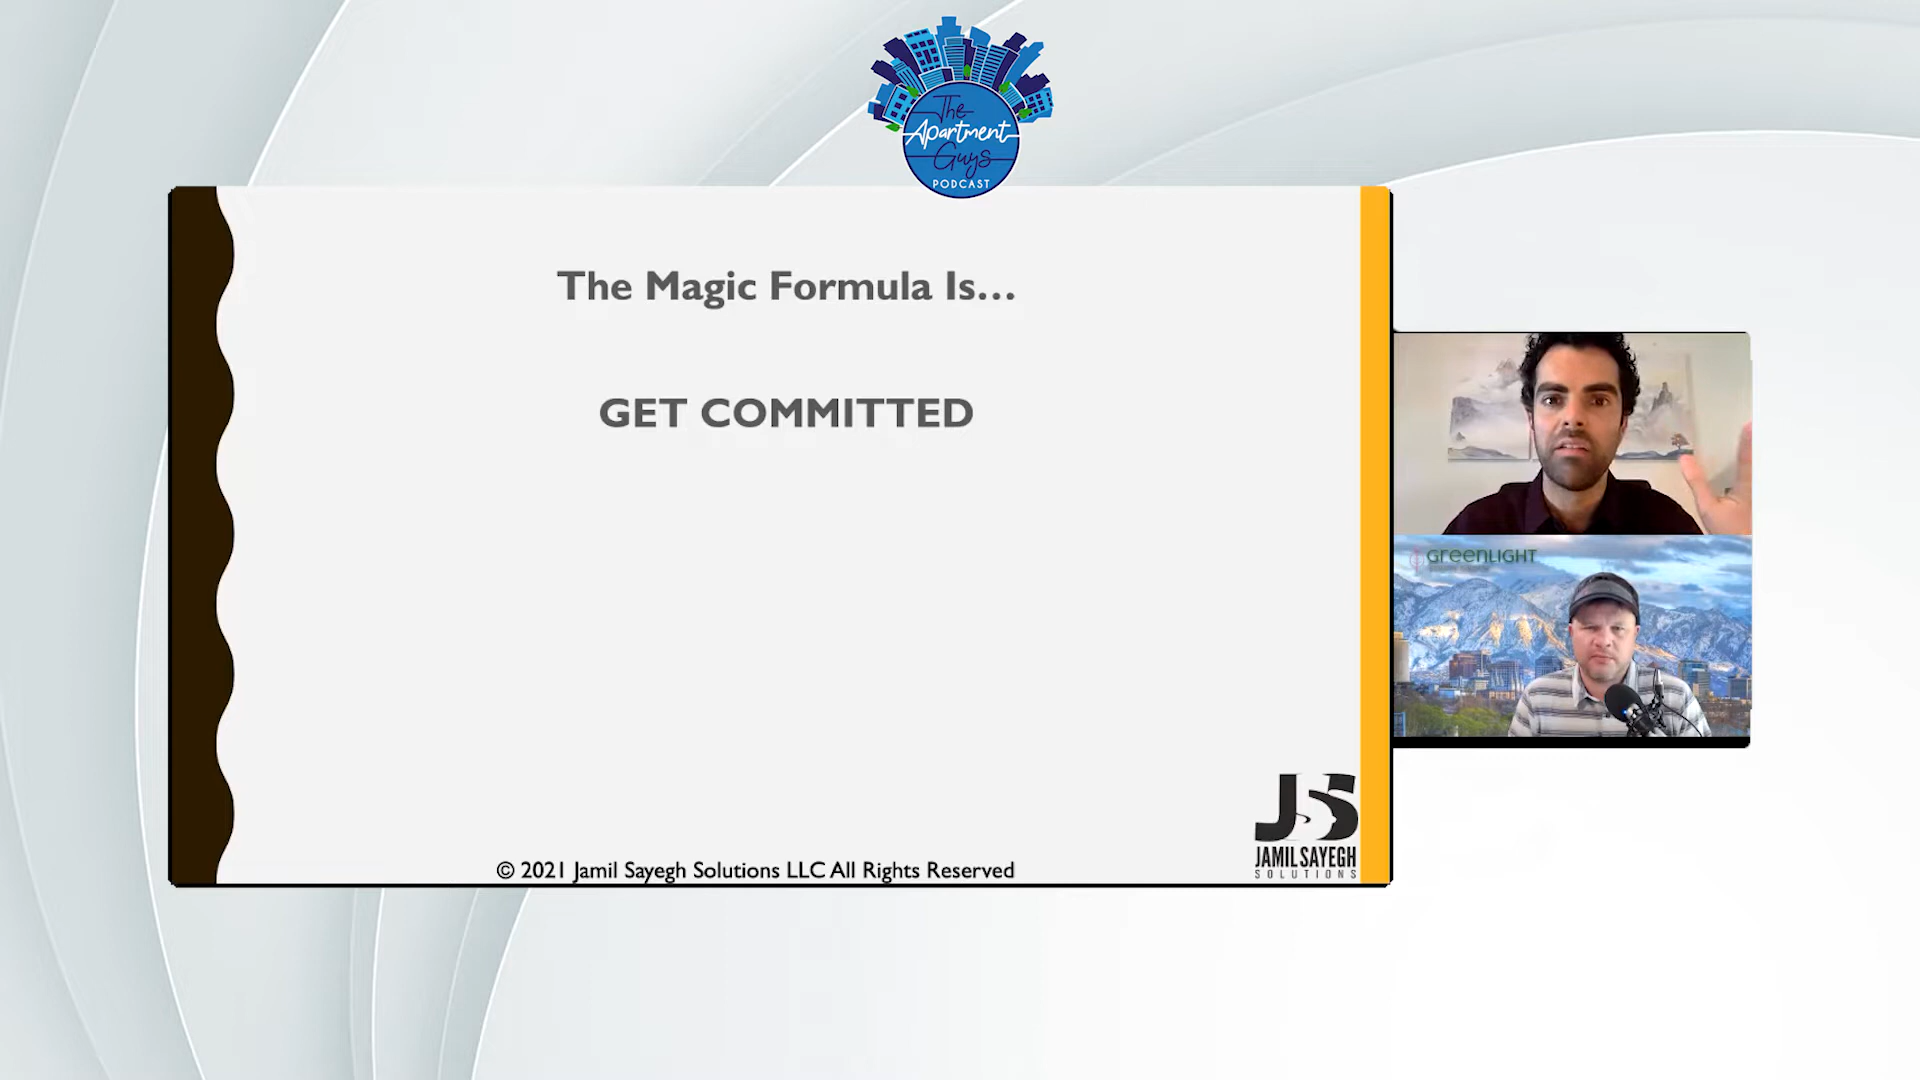 The
Apartment
Guys
PODCAST
The Magic Formula Is...
GET COMMITTED
GREENLIGHT
JS
JAMIL SAYEGH
SOLUTIONS
© 2021 Jamil Sayegh Solutions LLC All Rights Reserved